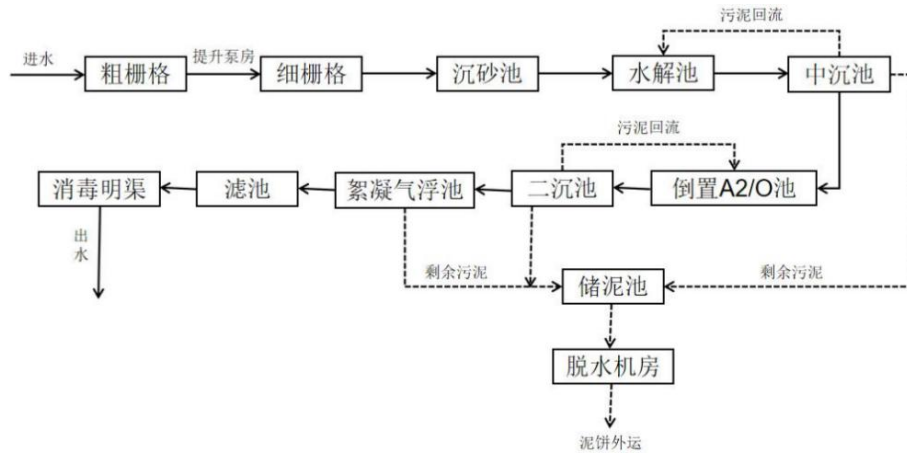 污泥回流
进水
粗栅格
提升泵房
细栅格
沉砂池
水解池
中沉池
污泥回流
消毒明渠
滤池
絮凝气浮池
二沉池
倒置A2/O池
出水
剩余污泥
储泥池
剩余污泥
脱水机房
泥饼外运